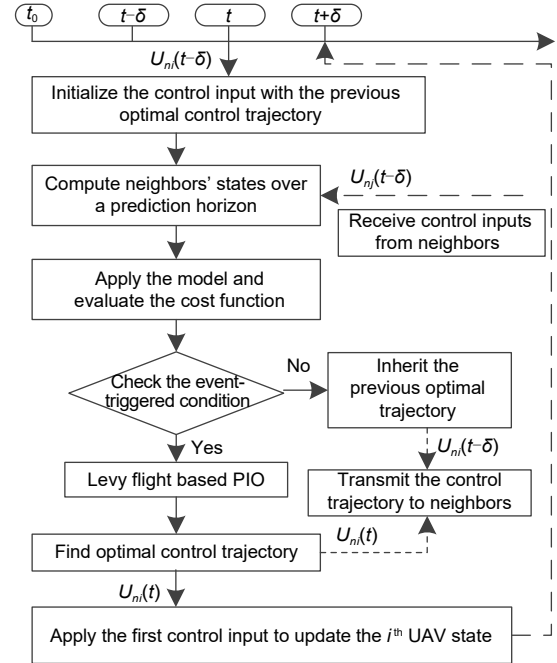 t₀
t−δ
t
t+δ
Uni(t−δ)
Initialize the control input with the previous
optimal control trajectory
Compute neighbors' states over
a prediction horizon
Unj(t−δ)
Receive control inputs
from neighbors
Apply the model and
evaluate the cost function
Check the event-
triggered condition
No
Inherit the
previous optimal
trajectory
Yes
Uni(t−δ)
Levy flight based PIO
Transmit the control
trajectory to neighbors
Find optimal control trajectory
Uni(t)
Uni(t)
Apply the first control input to update the ith UAV state